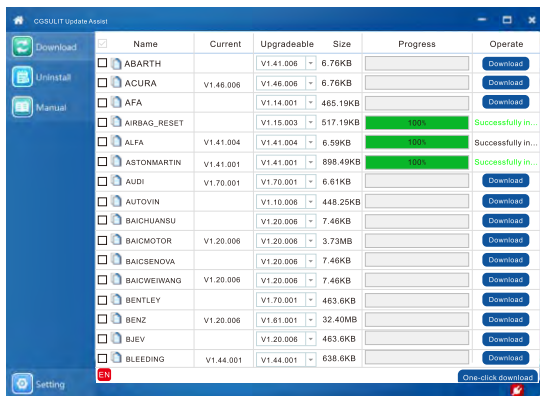 CGSULIT Update Assist
Download
Uninstall
Manual
Setting
Name Current Upgradeable Size Progress Operate
ABARTH V1.41.006 6.76KB Download
ACURA V1.46.006 V1.46.006 6.76KB Download
AFA V1.14.001 465.19KB Download
AIRBAG_RESET V1.15.003 517.19KB 100% Successfully in...
ALFA V1.41.004 V1.41.004 6.59KB 100% Successfully in...
ASTONMARTIN V1.41.001 V1.41.001 898.49KB 100% Successfully in...
AUDI V1.70.001 V1.70.001 6.61KB Download
AUTOVIN V1.10.006 448.25KB Download
BAICHUANSU V1.20.006 7.46KB Download
BAICMOTOR V1.20.006 V1.20.006 3.73MB Download
BAICSENOVA V1.20.006 7.46KB Download
BAICWEIWANG V1.20.006 V1.20.006 7.46KB Download
BENTLEY V1.70.001 463.6KB Download
BENZ V1.20.006 V1.61.001 32.40MB Download
BJEV V1.20.006 463.6KB Download
BLEEDING V1.44.001 V1.44.001 638.6KB Download
EN
One-click download